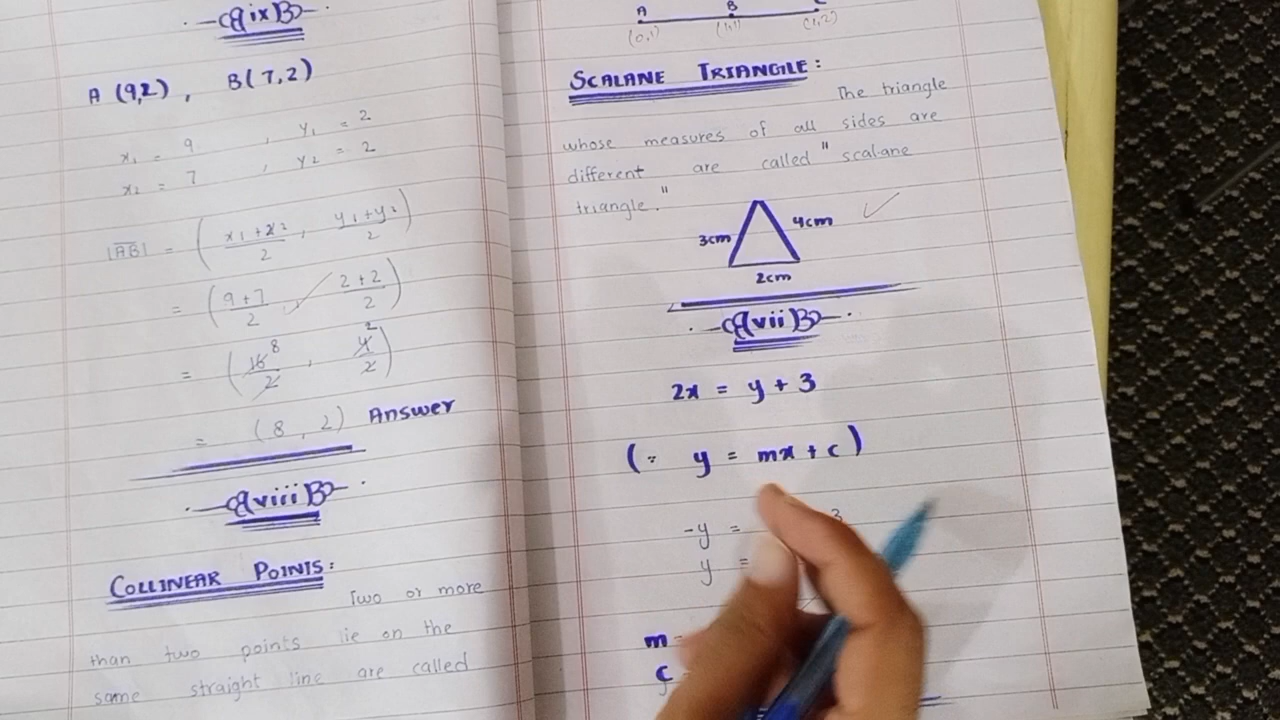 ix
A (9,2) , B(7,2)
x₁ = 9 , y₁ = 2
x₂ = 7 , y₂ = 2
|AB| = ( x₁+x₂/2 , y₁+y₂/2 )
= ( 9+7/2 , 2+2/2 )
= ( 16/2 8 , 4/2 2 )
= (8 , 2) Answer
viii
COLLINEAR POINTS:
Two or more
than two points lie on the
same straight line are called
A B
(0,1) (1,1) (1,2)
SCALANE TRIANGLE:
The triangle
whose measures of all sides are
different are called " scalane
triangle."
3cm 4cm
2cm
vii
2x = y + 3
(∵ y = mx + c)
-y = 3
y =
m =
c